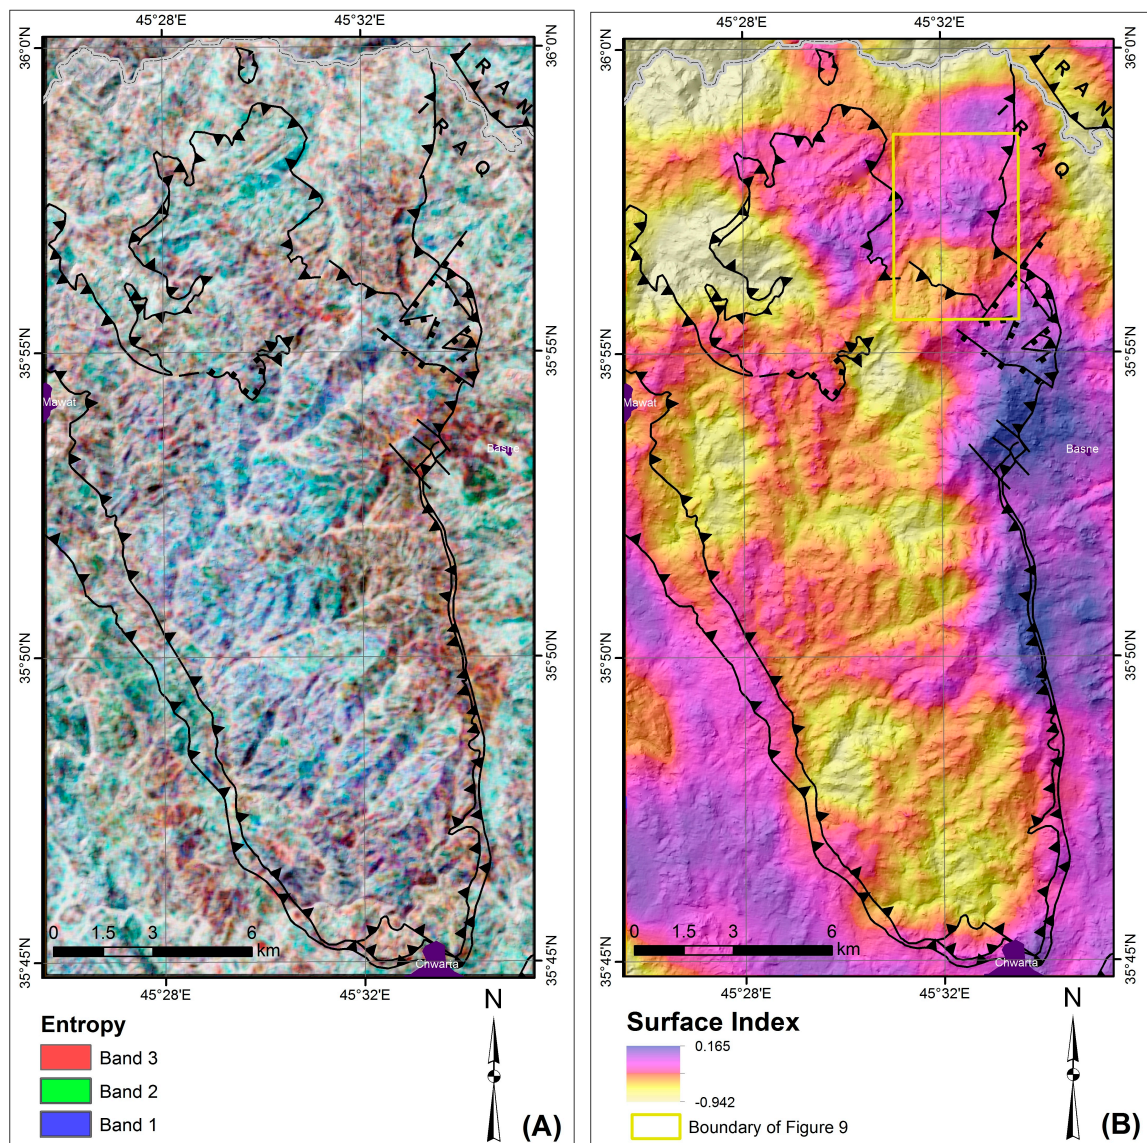 45°28'E 45°32'E
36°0'N
35°55'N
35°50'N
35°45'N
36°0'N
35°55'N
35°50'N
35°45'N
IRAN
IRAQ
Mawat
Basne
Chwarta
0 1.5 3 6
km
45°28'E 45°32'E
N
Entropy
Band 3
Band 2
Band 1
(A)
45°28'E 45°32'E
36°0'N
35°55'N
35°50'N
35°45'N
36°0'N
35°55'N
35°50'N
35°45'N
IRAN
IRAQ
Mawat
Basne
Chwarta
0 1.5 3 6
km
45°28'E 45°32'E
N
Surface Index
0.165
-0.942
Boundary of Figure 9
(B)